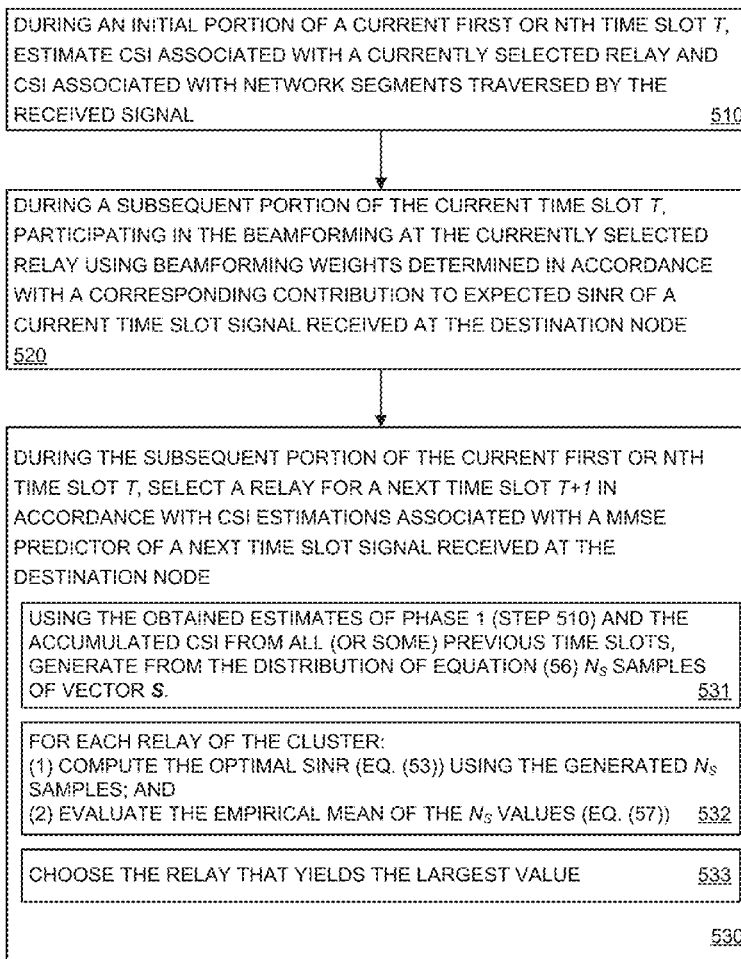 DURING AN INITIAL PORTION OF A CURRENT FIRST OR NTH TIME SLOT T,
ESTIMATE CSI ASSOCIATED WITH A CURRENTLY SELECTED RELAY AND
CSI ASSOCIATED WITH NETWORK SEGMENTS TRAVERSED BY THE
RECEIVED SIGNAL 510
DURING A SUBSEQUENT PORTION OF THE CURRENT TIME SLOT T,
PARTICIPATING IN THE BEAMFORMING AT THE CURRENTLY SELECTED
RELAY USING BEAMFORMING WEIGHTS DETERMINED IN ACCORDANCE
WITH A CORRESPONDING CONTRIBUTION TO EXPECTED SINR OF A
CURRENT TIME SLOT SIGNAL RECEIVED AT THE DESTINATION NODE
520
DURING THE SUBSEQUENT PORTION OF THE CURRENT FIRST OR NTH
TIME SLOT T, SELECT A RELAY FOR A NEXT TIME SLOT T+1 IN
ACCORDANCE WITH CSI ESTIMATIONS ASSOCIATED WITH A MMSE
PREDICTOR OF A NEXT TIME SLOT SIGNAL RECEIVED AT THE
DESTINATION NODE
USING THE OBTAINED ESTIMATES OF PHASE 1 (STEP 510) AND THE
ACCUMULATED CSI FROM ALL (OR SOME) PREVIOUS TIME SLOTS,
GENERATE FROM THE DISTRIBUTION OF EQUATION (56) NS SAMPLES
OF VECTOR S. 531
FOR EACH RELAY OF THE CLUSTER:
(1) COMPUTE THE OPTIMAL SINR (EQ. (53)) USING THE GENERATED NS
SAMPLES; AND
(2) EVALUATE THE EMPIRICAL MEAN OF THE NS VALUES (EQ. (57)) 532
CHOOSE THE RELAY THAT YIELDS THE LARGEST VALUE 533
530